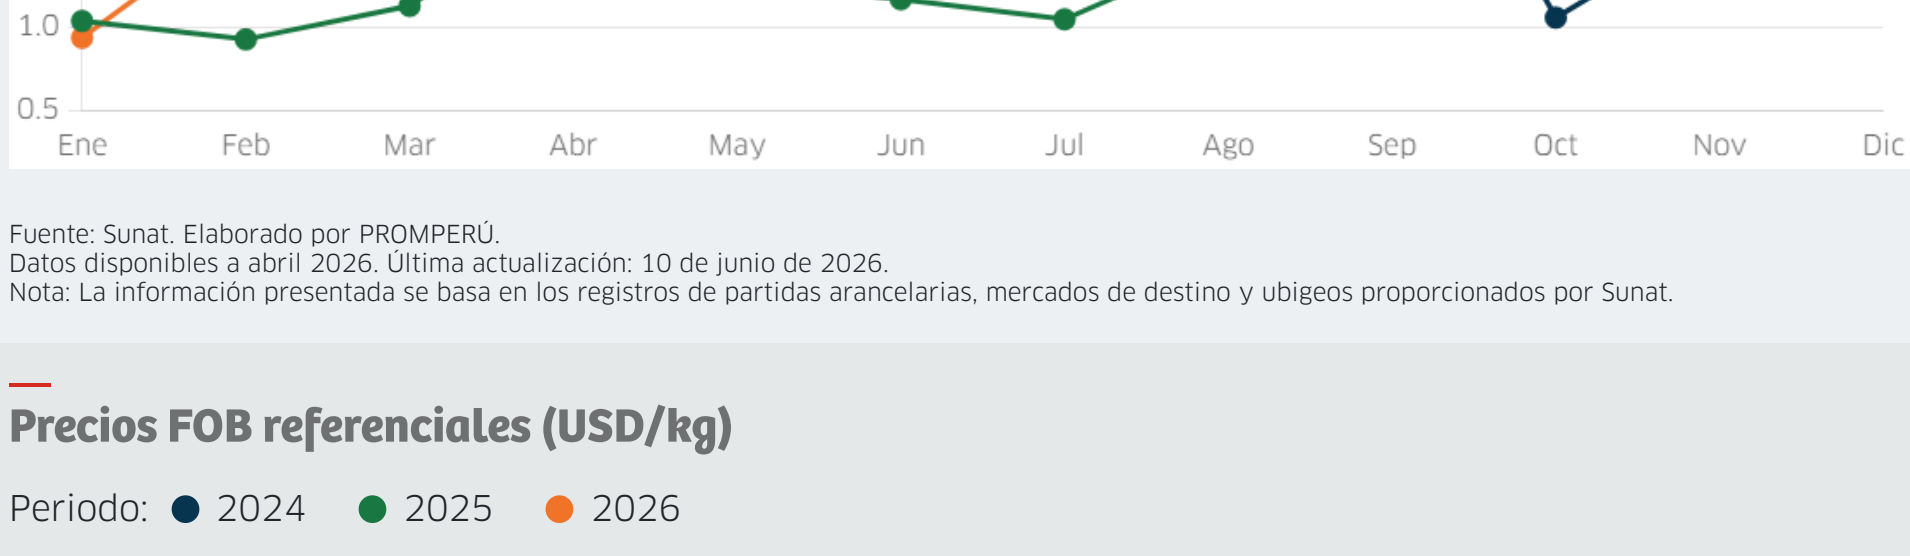 1.0
0.5
Ene Feb Mar Abr May Jun Jul Ago Sep Oct Nov Dic
Fuente: Sunat. Elaborado por PROMPERÚ.
Datos disponibles a abril 2026. Última actualización: 10 de junio de 2026.
Nota: La información presentada se basa en los registros de partidas arancelarias, mercados de destino y ubigeos proporcionados por Sunat.
Precios FOB referenciales (USD/kg)
Periodo: 2024 2025 2026